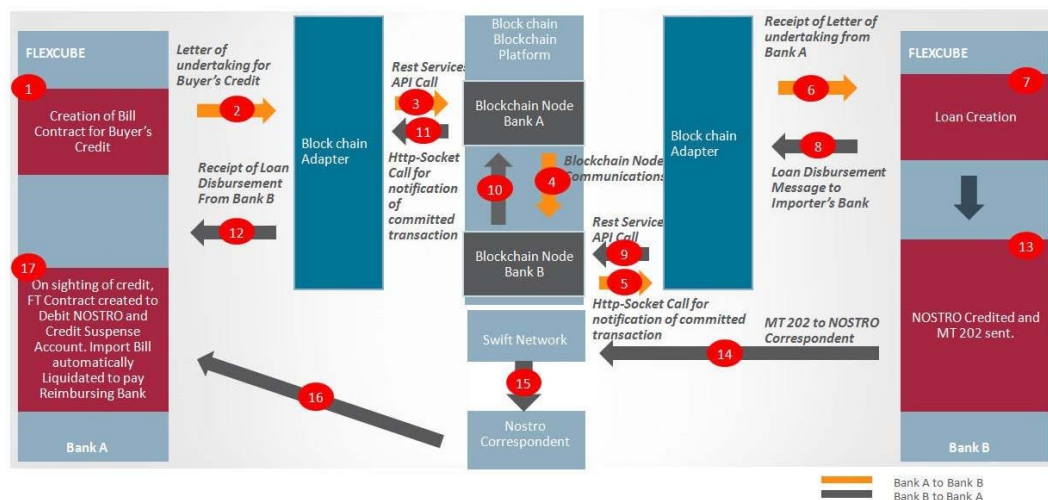 FLEXCUBE
1
Creation of Bill
Contract for Buyer's
Credit
17
On sighting of credit,
FT Contract created to
Debit NOSTRO and
Credit Suspense
Account. Import Bill
automatically
Liquidated to pay
Reimbursing Bank
Bank A
Letter of
undertaking for
Buyer's Credit
2
Receipt of Loan
Disbursement
From Bank B
12
16
Block chain
Adapter
Rest Services
API Call
3
11
Http-Socket
Call for
notification
of
committed
transaction
Block chain
Blockchain
Platform
Blockchain Node
Bank A
10
4
Blockchain Node
Communications
Blockchain Node
Bank B
Swift Network
15
Nostro
Correspondent
Rest Services
API Call
9
5
Http-Socket Call for
notification of committed
transaction
Block chain
Adapter
Receipt of Letter of
undertaking from
Bank A
6
8
Loan Disbursement
Message to
Importer's Bank
MT 202 to NOSTRO
Correspondent
14
FLEXCUBE
7
Loan Creation
13
NOSTRO Credited and
MT 202 sent.
Bank B
Bank A to Bank B
Bank B to Bank A